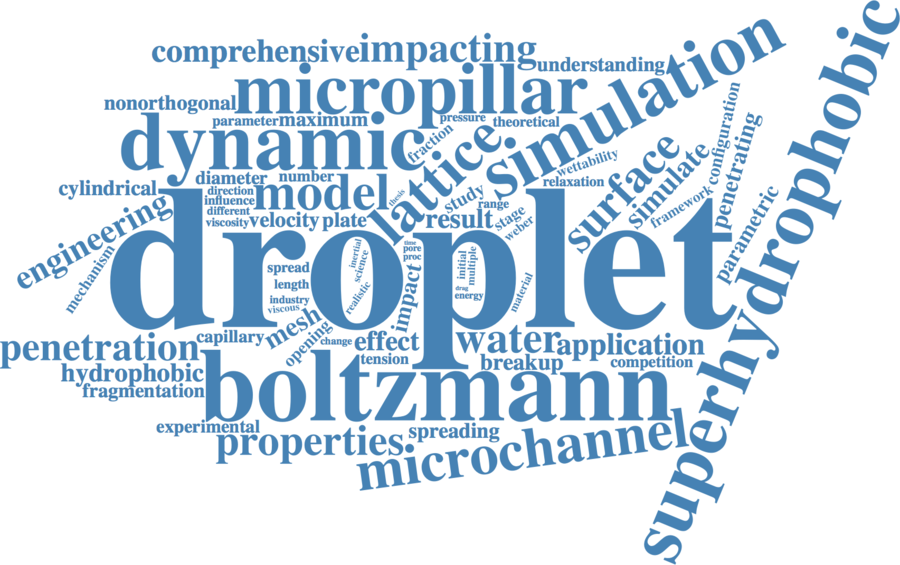 comprehensive
impacting
understanding
simulation
superhydrophobic
nonorthogonal
micropillar
parameter
maximum
pressure
theoretical
dynamic
fraction
lattice
wettability
configuration
penetrating
surface
simulate
cylindrical
diameter
number
direction
influence
different
model
thesis
study
range
relaxation
framework
parametric
engineering
viscosity
velocity
plate
result
stage
weber
mechanism
droplet
spread
length
industry
viscous
inertial
science
realistic
time
pore
proc
impact
initial
multiple
drag
energy
material
mesh
opening
change
penetration
capillary
effect
tension
water
application
breakup
competition
hydrophobic
fragmentation
boltzmann
experimental
properties
spreading
microchannel